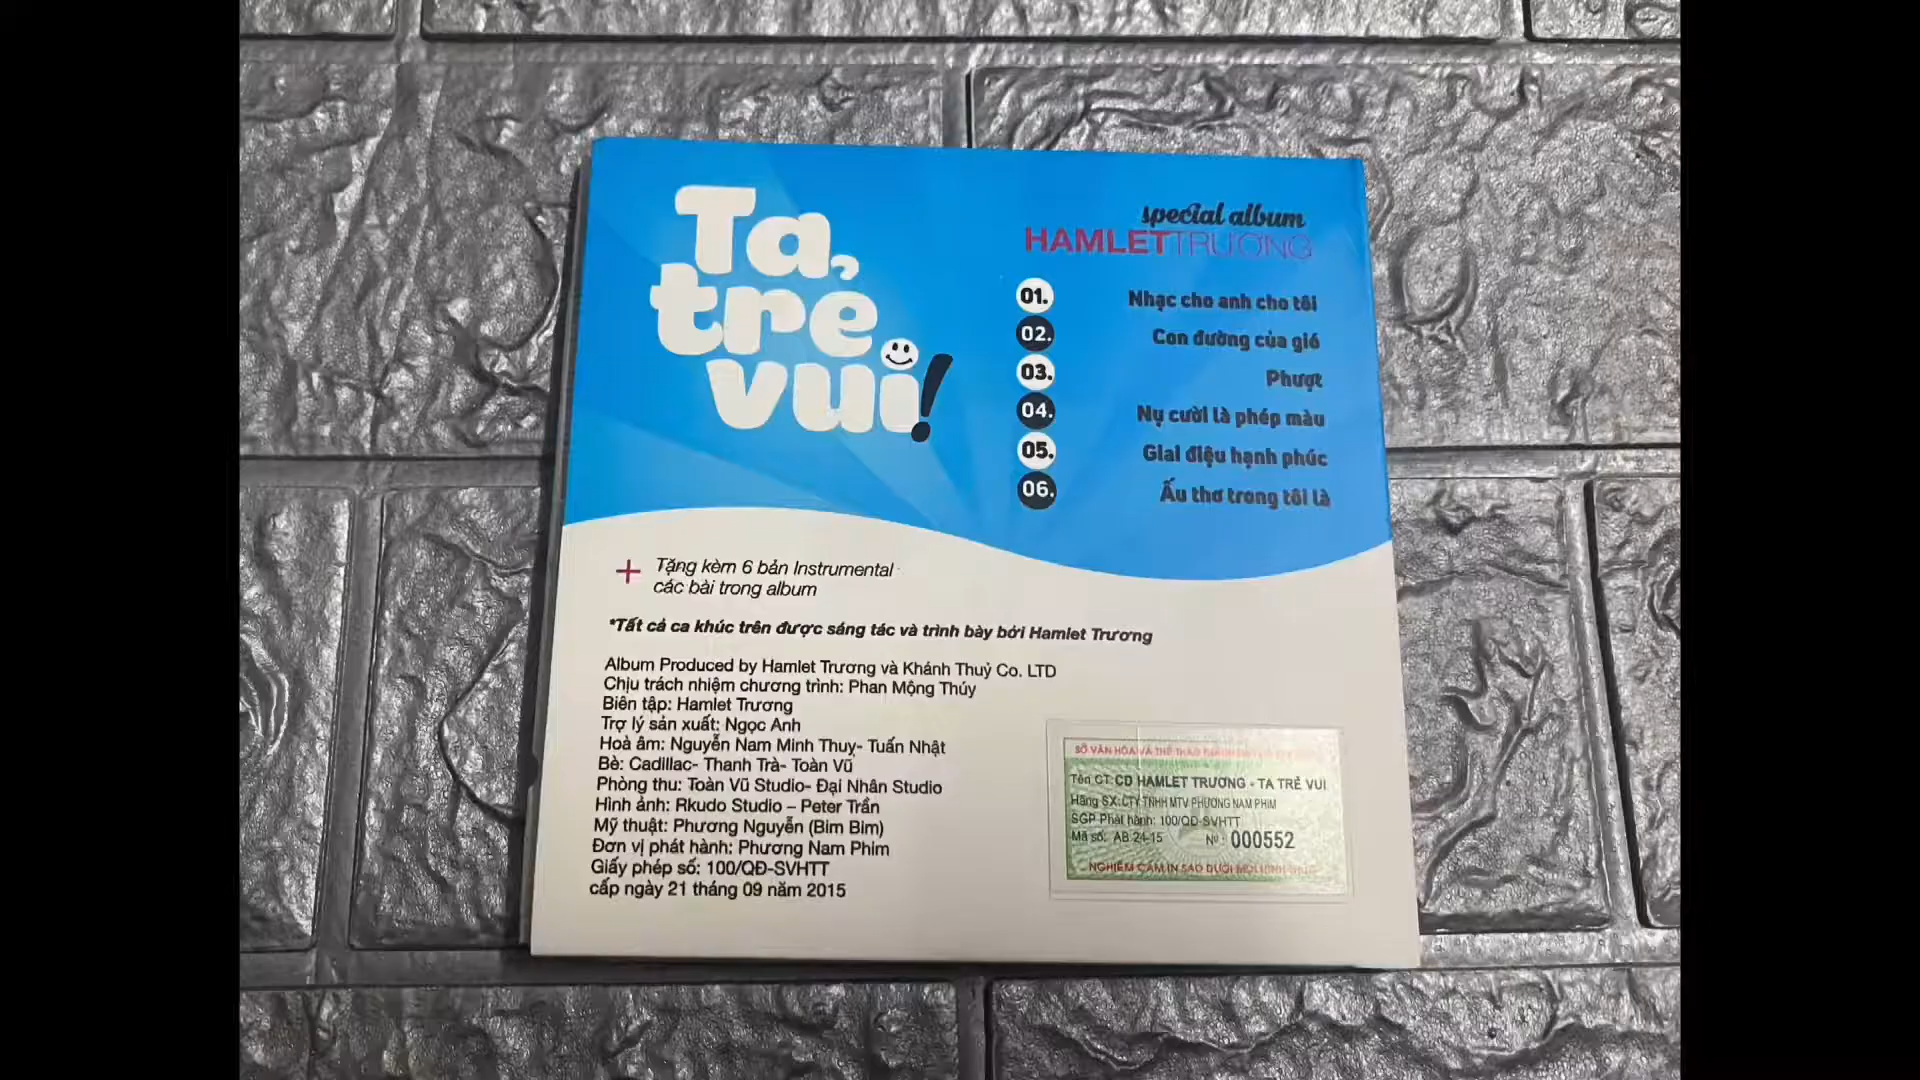 Ta,
trẻ
vui!
special album
HAMLETTRƯƠNG
01. Nhạc cho anh cho tôi
02. Con đường của gió
03. Phượt
04. Nụ cười là phép màu
05. Giai điệu hạnh phúc
06. Ấu thơ trong tôi là
+ Tặng kèm 6 bản Instrumental
các bài trong album
*Tất cả ca khúc trên được sáng tác và trình bày bởi Hamlet Trương
Album Produced by Hamlet Trương và Khánh Thuỷ Co. LTD
Chịu trách nhiệm chương trình: Phan Mộng Thúy
Biên tập: Hamlet Trương
Trợ lý sản xuất: Ngọc Anh
Hoà âm: Nguyễn Nam Minh Thuỵ- Tuấn Nhật
Bè: Cadillac- Thanh Trà- Toàn Vũ
Phòng thu: Toàn Vũ Studio- Đại Nhân Studio
Hình ảnh: Rkudo Studio – Peter Trần
Mỹ thuật: Phương Nguyễn (Bim Bim)
Đơn vị phát hành: Phương Nam Phim
Giấy phép số: 100/QĐ-SVHTT
cấp ngày 21 tháng 09 năm 2015
SỞ VĂN HÓA VÀ THỂ THAO
Tên CT: CD HAMLET TRƯƠNG - TA TRẺ VUI
Hãng SX: CTY TNHH MTV PHƯƠNG NAM PHIM
SGP Phát hành: 100/QĐ-SVHTT
Mã số: AB 24-15 Nº: 000552
NGHIÊM CẤM IN SAO DƯỚI MỌI